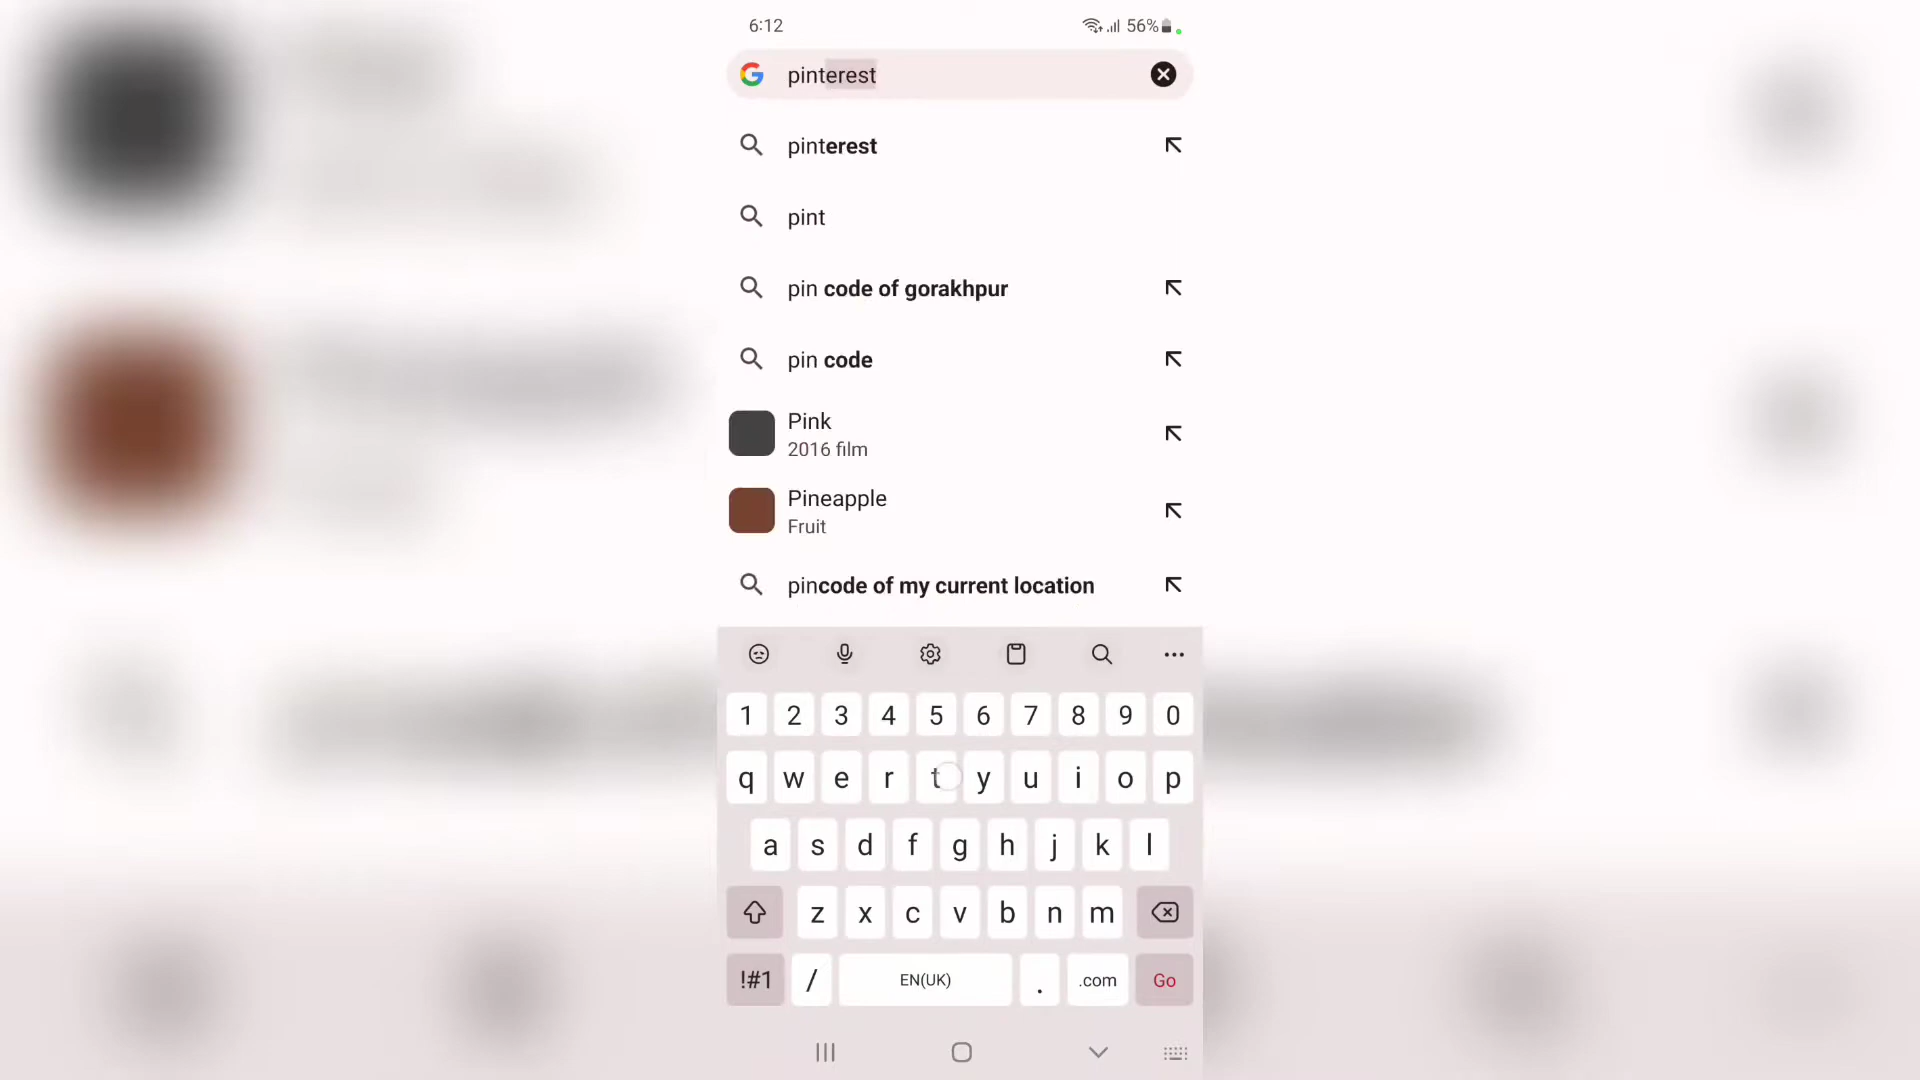 6:12
56%
pinterest
pinterest
pint
pin code of gorakhpur
pin code
Pink
2016 film
Pineapple
Fruit
pincode of my current location
1 2 3 4 5 6 7 8 9 0
q w e r t y u i o p
a s d f g h j k l
z x c v b n m
!#1 / EN(UK) . .com Go